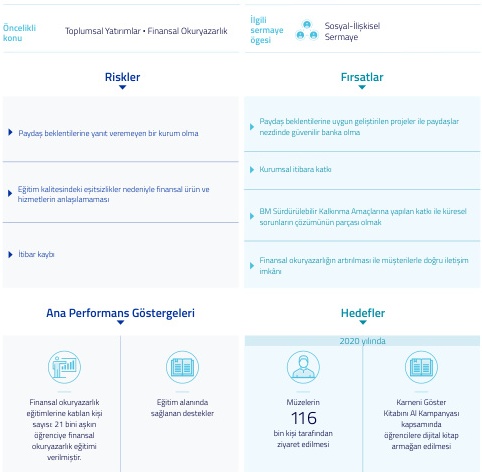 Öncelikli
konu
Toplumsal Yatırımlar • Finansal Okuryazarlık
İlgili
sermaye
ögesi
Sosyal-İlişkisel
Sermaye
Riskler
Paydaş beklentilerine yanıt veremeyen bir kurum olma
Eğitim kalitesindeki eşitsizlikler nedeniyle finansal ürün ve
hizmetlerin anlaşılamaması
İtibar kaybı
Fırsatlar
Paydaş beklentilerine uygun geliştirilen projeler ile paydaşlar
nezdinde güvenilir banka olma
Kurumsal itibara katkı
BM Sürdürülebilir Kalkınma Amaçlarına yapılan katkı ile küresel
sorunların çözümünün parçası olmak
Finansal okuryazarlığın artırılması ile müşterilerle doğru iletişim
imkânı
Ana Performans Göstergeleri
Finansal okuryazarlık
eğitimlerine katılan kişi
sayısı: 21 bini aşkın
öğrenciye finansal
okuryazarlık eğitimi
verilmiştir.
Eğitim alanında
sağlanan destekler
Hedefler
2020 yılında
Müzelerin
116
bin kişi tarafından
ziyaret edilmesi
Karneni Göster
Kitabını Al Kampanyası
kapsamında
öğrencilere dijital kitap
armağan edilmesi